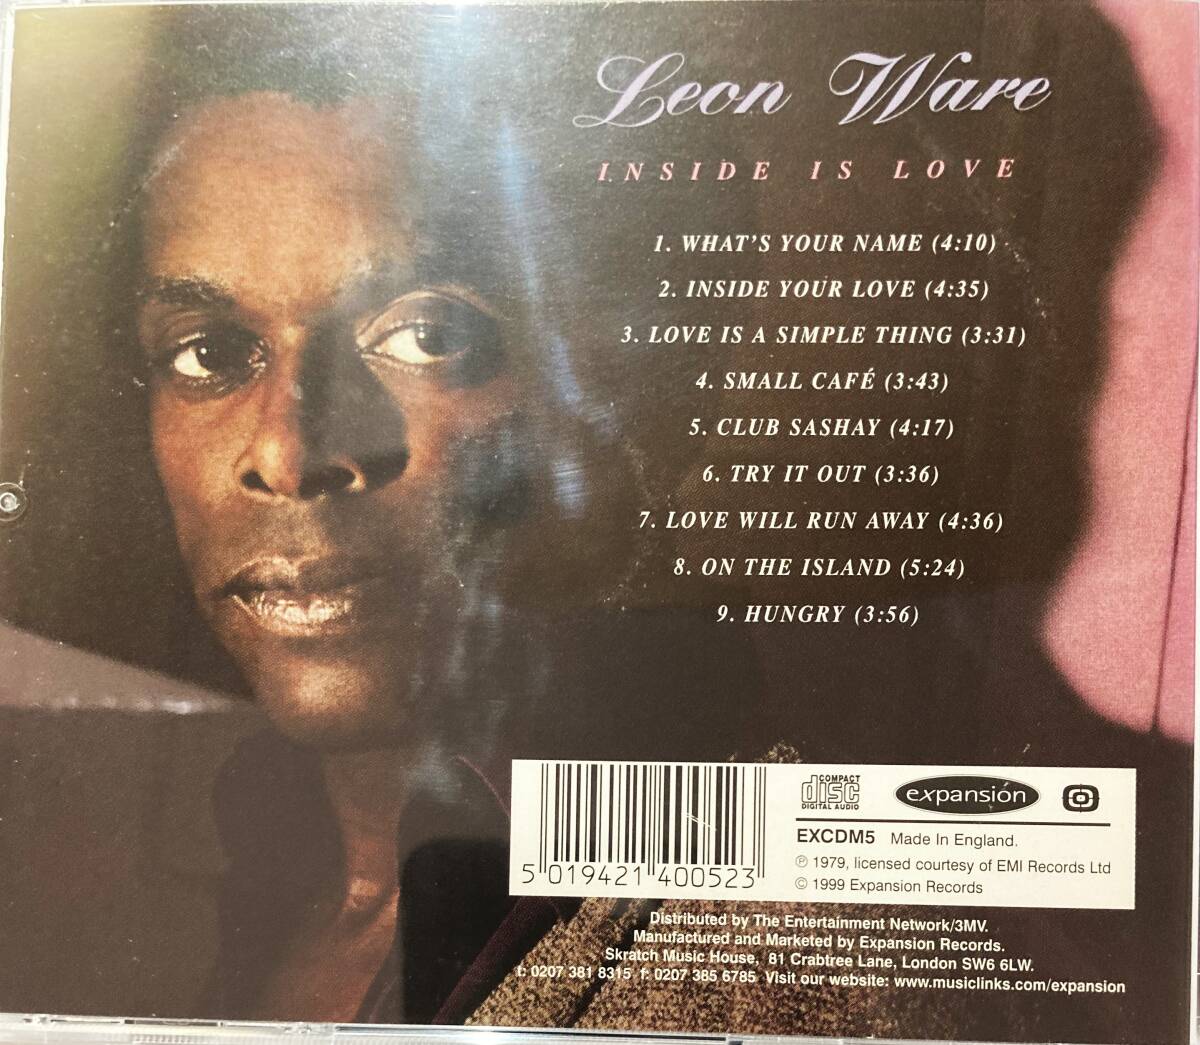 Leon Ware
INSIDE IS LOVE
1. WHAT'S YOUR NAME (4:10)
2. INSIDE YOUR LOVE (4:35)
3. LOVE IS A SIMPLE THING (3:31)
4. SMALL CAFÉ (3:43)
5. CLUB SASHAY (4:17)
6. TRY IT OUT (3:36)
7. LOVE WILL RUN AWAY (4:36)
8. ON THE ISLAND (5:24)
9. HUNGRY (3:56)
5 019421 400523
COMPACT
disc
DIGITAL AUDIO
expansión
EXCDM5 Made In England.
℗ 1979, licensed courtesy of EMI Records Ltd
© 1999 Expansion Records
Distributed by The Entertainment Network/3MV.
Manufactured and Marketed by Expansion Records.
Skratch Music House, 81 Crabtree Lane, London SW6 6LW.
t: 0207 381 8315 f: 0207 385 6785 Visit our website: www.musiclinks.com/expansion